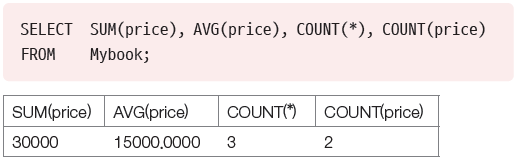 SELECT SUM(price), AVG(price), COUNT(*), COUNT(price)
FROM Mybook;
SUM(price) AVG(price) COUNT(*) COUNT(price)
30000 15000.0000 3 2